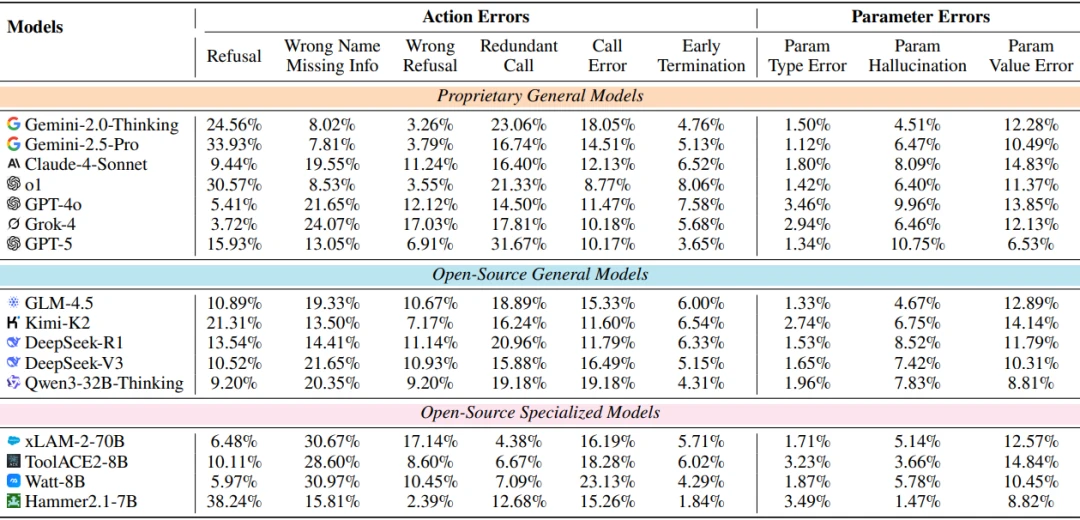 Models Action Errors Parameter Errors
Refusal Wrong Name Missing Info Wrong Refusal Redundant Call Call Error Early Termination Param Type Error Param Hallucination Param Value Error
Proprietary General Models
Gemini-2.0-Thinking 24.56% 8.02% 3.26% 23.06% 18.05% 4.76% 1.50% 4.51% 12.28%
Gemini-2.5-Pro 33.93% 7.81% 3.79% 16.74% 14.51% 5.13% 1.12% 6.47% 10.49%
Claude-4-Sonnet 9.44% 19.55% 11.24% 16.40% 12.13% 6.52% 1.80% 8.09% 14.83%
o1 30.57% 8.53% 3.55% 21.33% 8.77% 8.06% 1.42% 6.40% 11.37%
GPT-4o 5.41% 21.65% 12.12% 14.50% 11.47% 7.58% 3.46% 9.96% 13.85%
Grok-4 3.72% 24.07% 17.03% 17.81% 10.18% 5.68% 2.94% 6.46% 12.13%
GPT-5 15.93% 13.05% 6.91% 31.67% 10.17% 3.65% 1.34% 10.75% 6.53%
Open-Source General Models
GLM-4.5 10.89% 19.33% 10.67% 18.89% 15.33% 6.00% 1.33% 4.67% 12.89%
Kimi-K2 21.31% 13.50% 7.17% 16.24% 11.60% 6.54% 2.74% 6.75% 14.14%
DeepSeek-R1 13.54% 14.41% 11.14% 20.96% 11.79% 6.33% 1.53% 8.52% 11.79%
DeepSeek-V3 10.52% 21.65% 10.93% 15.88% 16.49% 5.15% 1.65% 7.42% 10.31%
Qwen3-32B-Thinking 9.20% 20.35% 9.20% 19.18% 19.18% 4.31% 1.96% 7.83% 8.81%
Open-Source Specialized Models
xLAM-2-70B 6.48% 30.67% 17.14% 4.38% 16.19% 5.71% 1.71% 5.14% 12.57%
ToolACE2-8B 10.11% 28.60% 8.60% 6.67% 18.28% 6.02% 3.23% 3.66% 14.84%
Watt-8B 5.97% 30.97% 10.45% 7.09% 23.13% 4.29% 1.87% 5.78% 10.45%
Hammer2.1-7B 38.24% 15.81% 2.39% 12.68% 15.26% 1.84% 3.49% 1.47% 8.82%